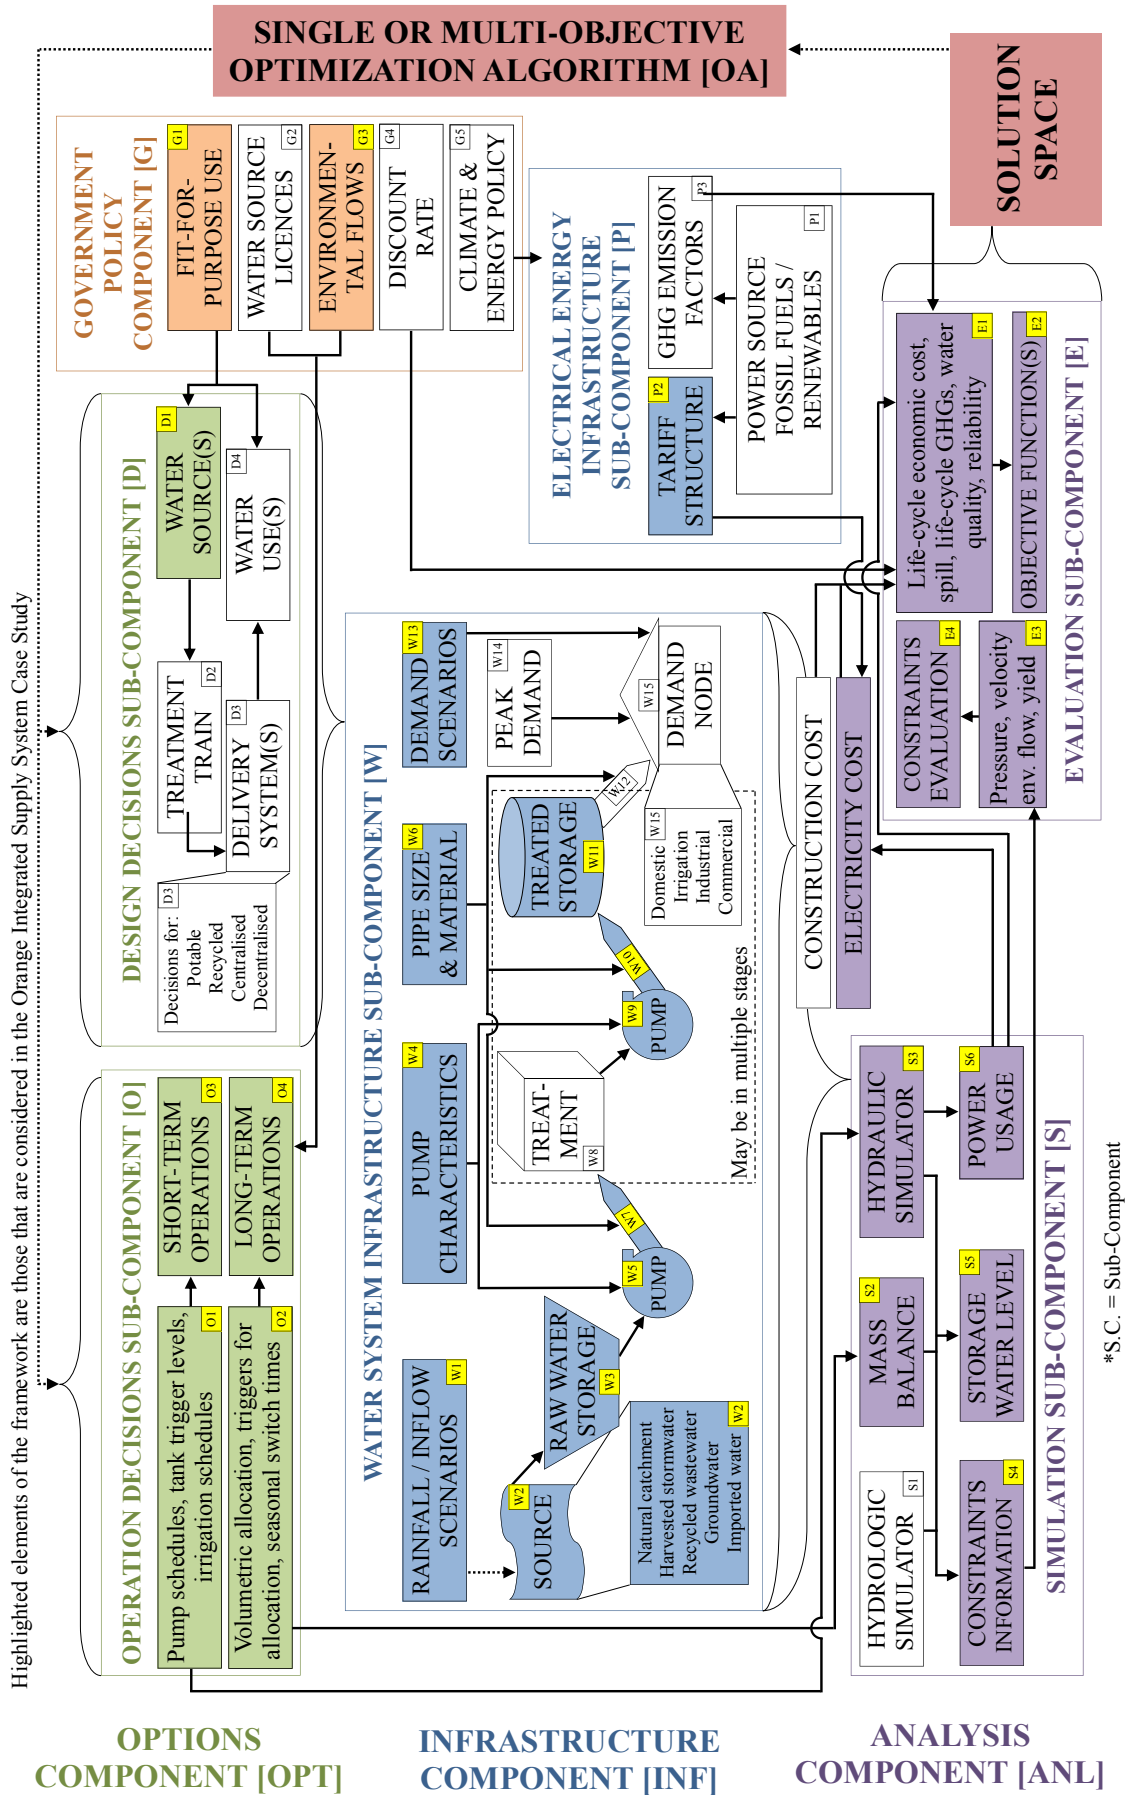 Highlighted elements of the framework are those that are considered in the Orange Integrated Supply System Case Study
OPTIONS
COMPONENT [OPT]
OPERATION DECISIONS SUB-COMPONENT [O]
Pump schedules, tank trigger levels,
irrigation schedules
O1
SHORT-TERM
OPERATIONS
O3
Volumetric allocation, triggers for
allocation, seasonal switch times
O2
LONG-TERM
OPERATIONS
O4
DESIGN DECISIONS SUB-COMPONENT [D]
D3
Decisions for:
Potable
Recycled
Centralised
Decentralised
TREATMENT
TRAIN
D2
DELIVERY
SYSTEM(S)
D3
WATER
SOURCE(S)
D1
WATER
USE(S)
D4
GOVERNMENT
POLICY
COMPONENT [G]
FIT-FOR-
PURPOSE USE
G1
WATER SOURCE
LICENCES
G2
ENVIRONMEN-
TAL FLOWS
G3
DISCOUNT
RATE
G4
CLIMATE &
ENERGY POLICY
G5
SINGLE OR MULTI-OBJECTIVE
OPTIMIZATION ALGORITHM [OA]
INFRASTRUCTURE
COMPONENT [INF]
WATER SYSTEM INFRASTRUCTURE SUB-COMPONENT [W]
RAINFALL / INFLOW
SCENARIOS
W1
PUMP
CHARACTERISTICS
W4
PIPE SIZE
& MATERIAL
W6
DEMAND
SCENARIOS
W13
PEAK
DEMAND
W14
SOURCE
W2
RAW WATER
STORAGE
W3
Natural catchment
Harvested stormwater
Recycled wastewater
Groundwater
Imported water
W2
W5
PUMP
W7
TREAT-
MENT
W8
W9
PUMP
W10
TREATED
STORAGE
W11
W12
W15
DEMAND
NODE
W15
Domestic
Irrigation
Industrial
Commercial
May be in multiple stages
ELECTRICAL ENERGY
INFRASTRUCTURE
SUB-COMPONENT [P]
TARIFF
STRUCTURE
P2
GHG EMISSION
FACTORS
P3
POWER SOURCE
FOSSIL FUELS /
RENEWABLES
P1
CONSTRUCTION COST
ELECTRICITY COST
ANALYSIS
COMPONENT [ANL]
HYDROLOGIC
SIMULATOR
S1
MASS
BALANCE
S2
HYDRAULIC
SIMULATOR
S3
CONSTRAINTS
INFORMATION
S4
STORAGE
WATER LEVEL
S5
POWER
USAGE
S6
SIMULATION SUB-COMPONENT [S]
CONSTRAINTS
EVALUATION
E4
Pressure, velocity
env. flow, yield
E3
Life-cycle economic cost,
spill, life-cycle GHGs, water
quality, reliability
E1
OBJECTIVE FUNCTION(S)
E2
EVALUATION SUB-COMPONENT [E]
SOLUTION
SPACE
*S.C. = Sub-Component